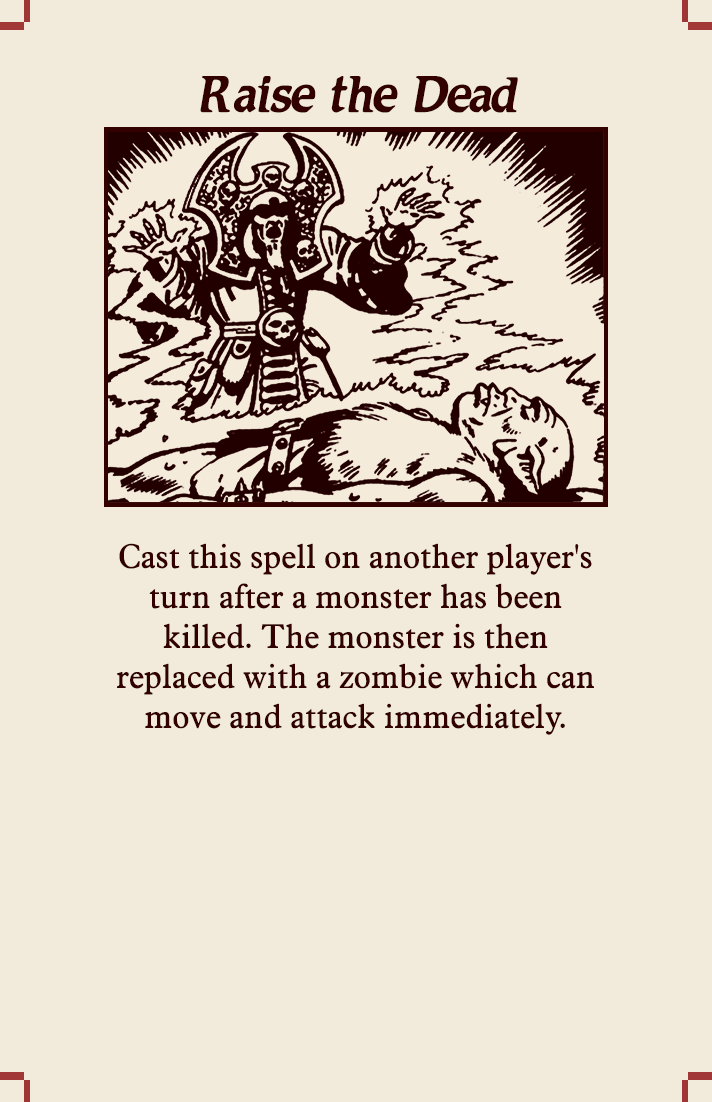 Raise the Dead
Cast this spell on another player's
turn after a monster has been
killed. The monster is then
replaced with a zombie which can
move and attack immediately.